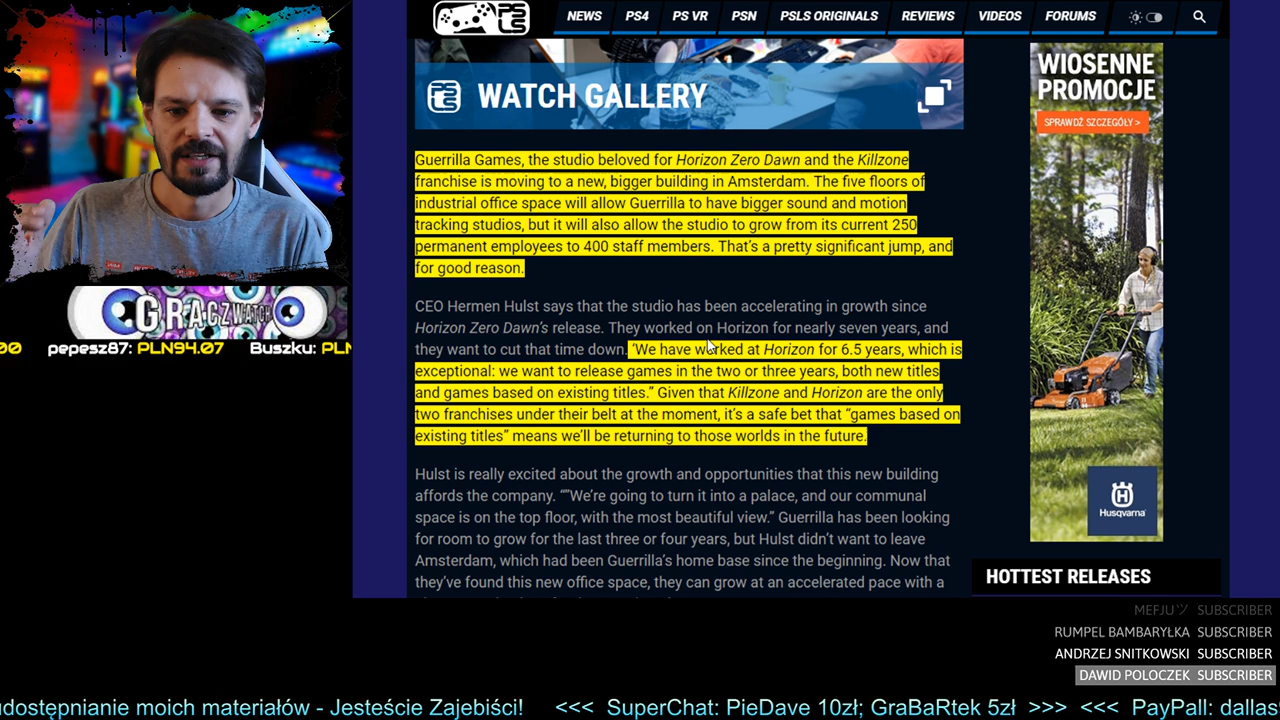 NEWS PS4 PS VR PSN PSLS ORIGINALS REVIEWS VIDEOS FORUMS
PSLS
WATCH GALLERY
Guerrilla Games, the studio beloved for Horizon Zero Dawn and the Killzone
franchise is moving to a new, bigger building in Amsterdam. The five floors of
industrial office space will allow Guerrilla to have bigger sound and motion
tracking studios, but it will also allow the studio to grow from its current 250
permanent employees to 400 staff members. That's a pretty significant jump, and
for good reason.
CEO Hermen Hulst says that the studio has been accelerating in growth since
Horizon Zero Dawn's release. They worked on Horizon for nearly seven years, and
they want to cut that time down. 'We have worked at Horizon for 6.5 years, which is
exceptional: we want to release games in the two or three years, both new titles
and games based on existing titles." Given that Killzone and Horizon are the only
two franchises under their belt at the moment, it's a safe bet that "games based on
existing titles" means we'll be returning to those worlds in the future.
Hulst is really excited about the growth and opportunities that this new building
affords the company. ""We're going to turn it into a palace, and our communal
space is on the top floor, with the most beautiful view." Guerrilla has been looking
for room to grow for the last three or four years, but Hulst didn't want to leave
Amsterdam, which had been Guerrilla's home base since the beginning. Now that
they've found this new office space, they can grow at an accelerated pace with a
WIOSENNE
PROMOCJE
SPRAWDŹ SZCZEGÓŁY >
Husqvarna
HOTTEST RELEASES
GRACZWATCH
00 pepesz87: PLN94.07 Buszku: PLN
MEFJUツ SUBSCRIBER
RUMPEL BAMBARYŁKA SUBSCRIBER
ANDRZEJ SNITKOWSKI SUBSCRIBER
DAWID POLOCZEK SUBSCRIBER
udostępnianie moich materiałów - Jesteście Zajebiści! <<< SuperChat: PieDave 10zł; GraBaRtek 5zł >>> <<< PayPall: dallas